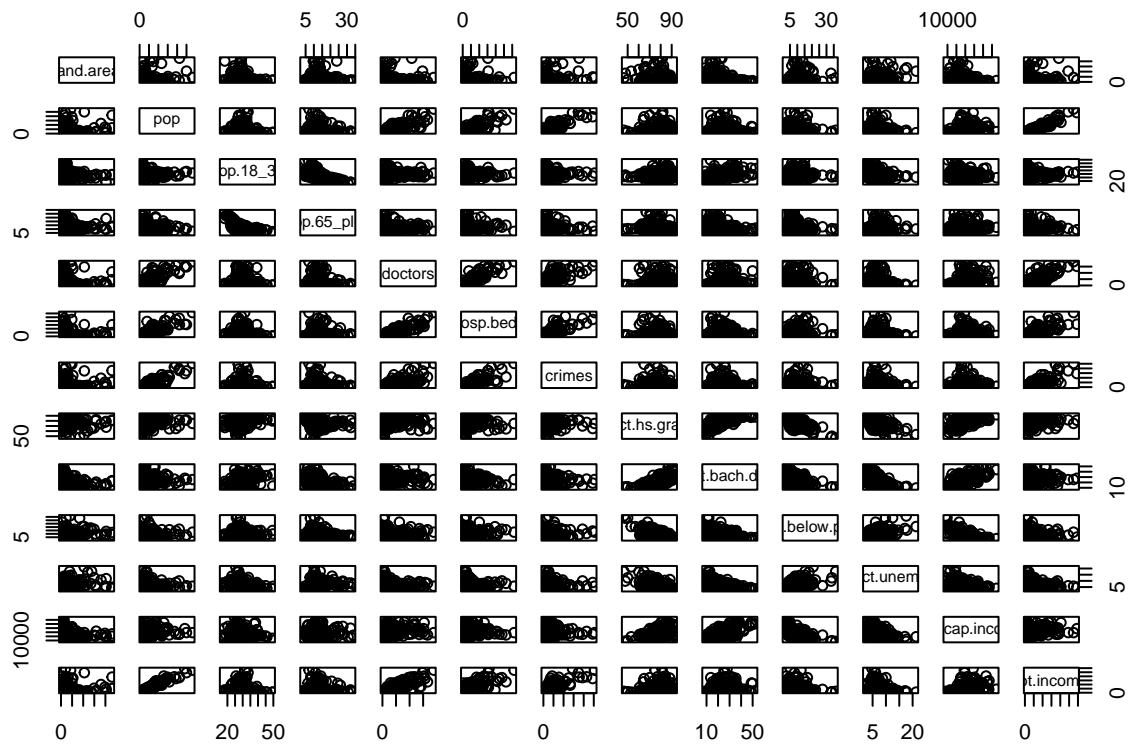 0 5 30 0 50 90 5 30 10000
and.area 0
0 pop
op.18_3 20
5 p.65_pl
doctors 0
0 osp.bed
crimes 0
50 ct.hs.gra
t.bach.d 10
5 .below.p
ct.unem 5
10000 cap.inco
ot.incom 0
0 20 50 0 0 10 50 5 20 0